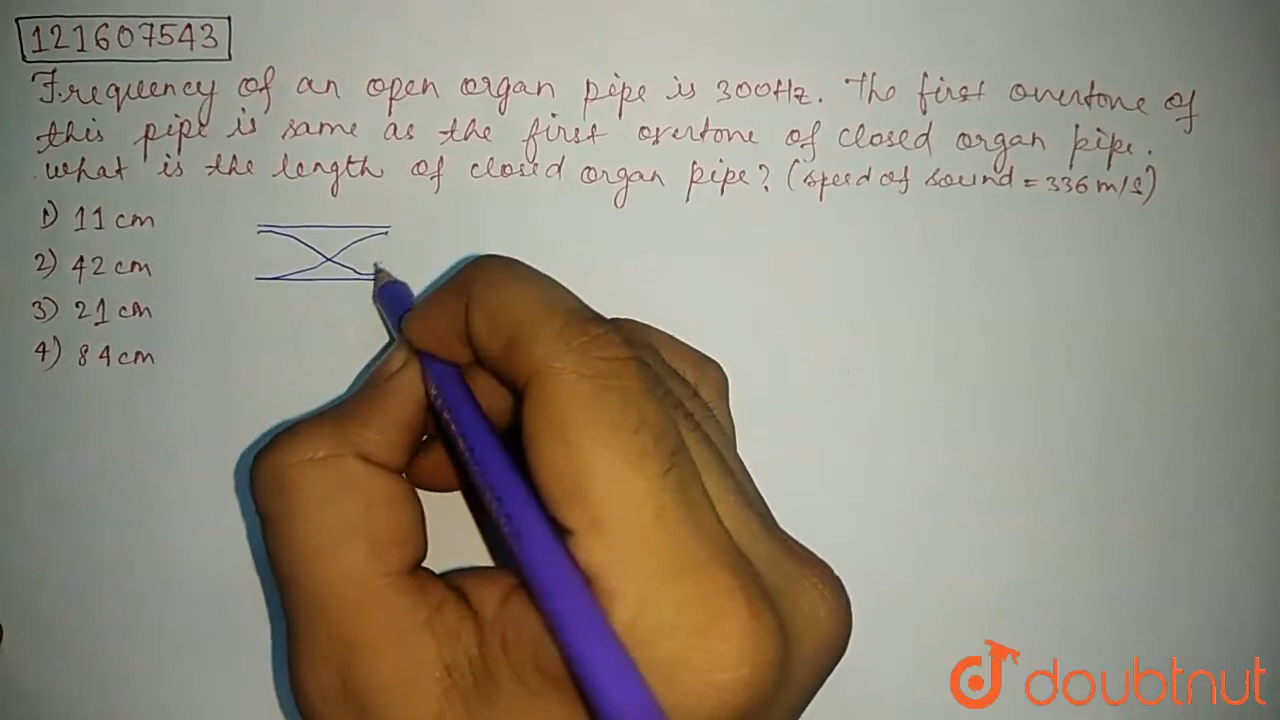 121607543
Frequency of an open organ pipe is 300Hz. The first overtone of
this pipe is same as the first overtone of closed organ pipe.
what is the length of closed organ pipe? (speed of sound = 336 m/s)
1) 11 cm
2) 42 cm
3) 21 cm
4) 84 cm
doubtnut